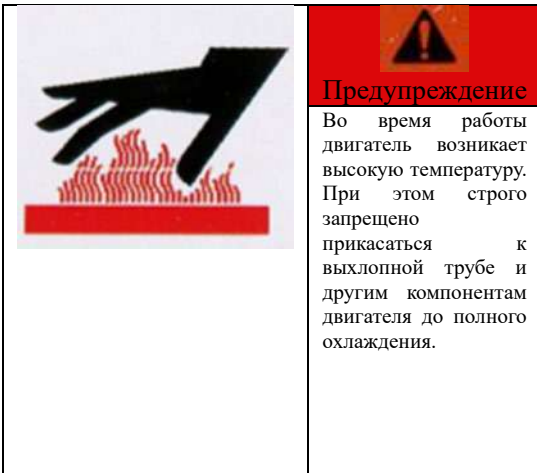 Предупреждение
Во время работы
двигатель возникает
высокую температуру.
При этом строго
запрещено
прикасаться к
выхлопной трубе и
другим компонентам
двигателя до полного
охлаждения.